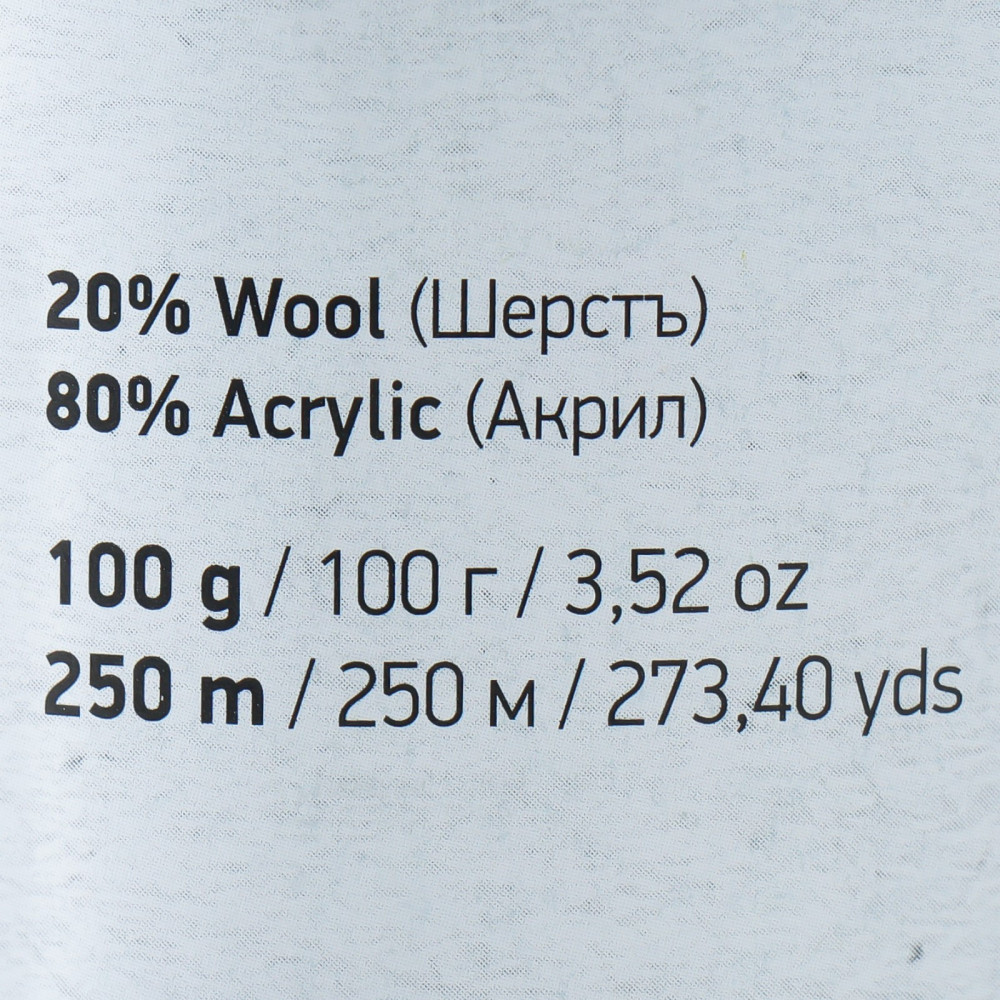 20% Wool (Шерстъ)
80% Acrylic (Акрил)
100 g / 100 г / 3,52 oz
250 m / 250 м / 273,40 yds